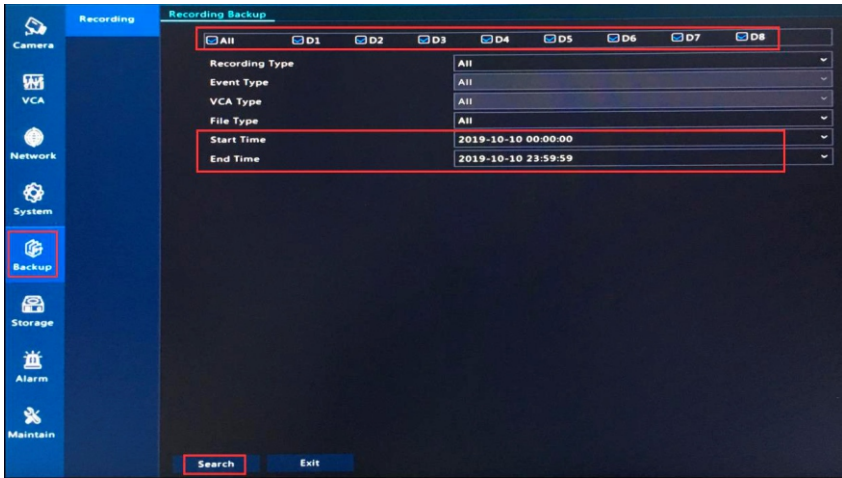 Recording
Recording Backup
Camera
VCA
Network
System
Backup
Storage
Alarm
Maintain
All D1 D2 D3 D4 D5 D6 D7 D8
Recording Type All
Event Type All
VCA Type All
File Type All
Start Time 2019-10-10 00:00:00
End Time 2019-10-10 23:59:59
Search Exit